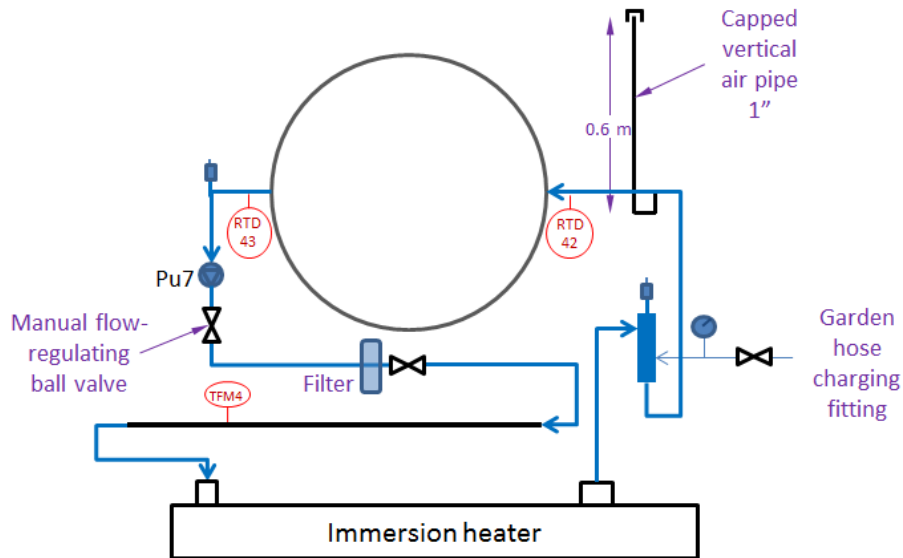 Capped
vertical
air pipe
1”
0.6 m
RTD
43
RTD
42
Pu7
Manual flow-
regulating
ball valve
Garden
hose
charging
fitting
Filter
TFM4
Immersion heater